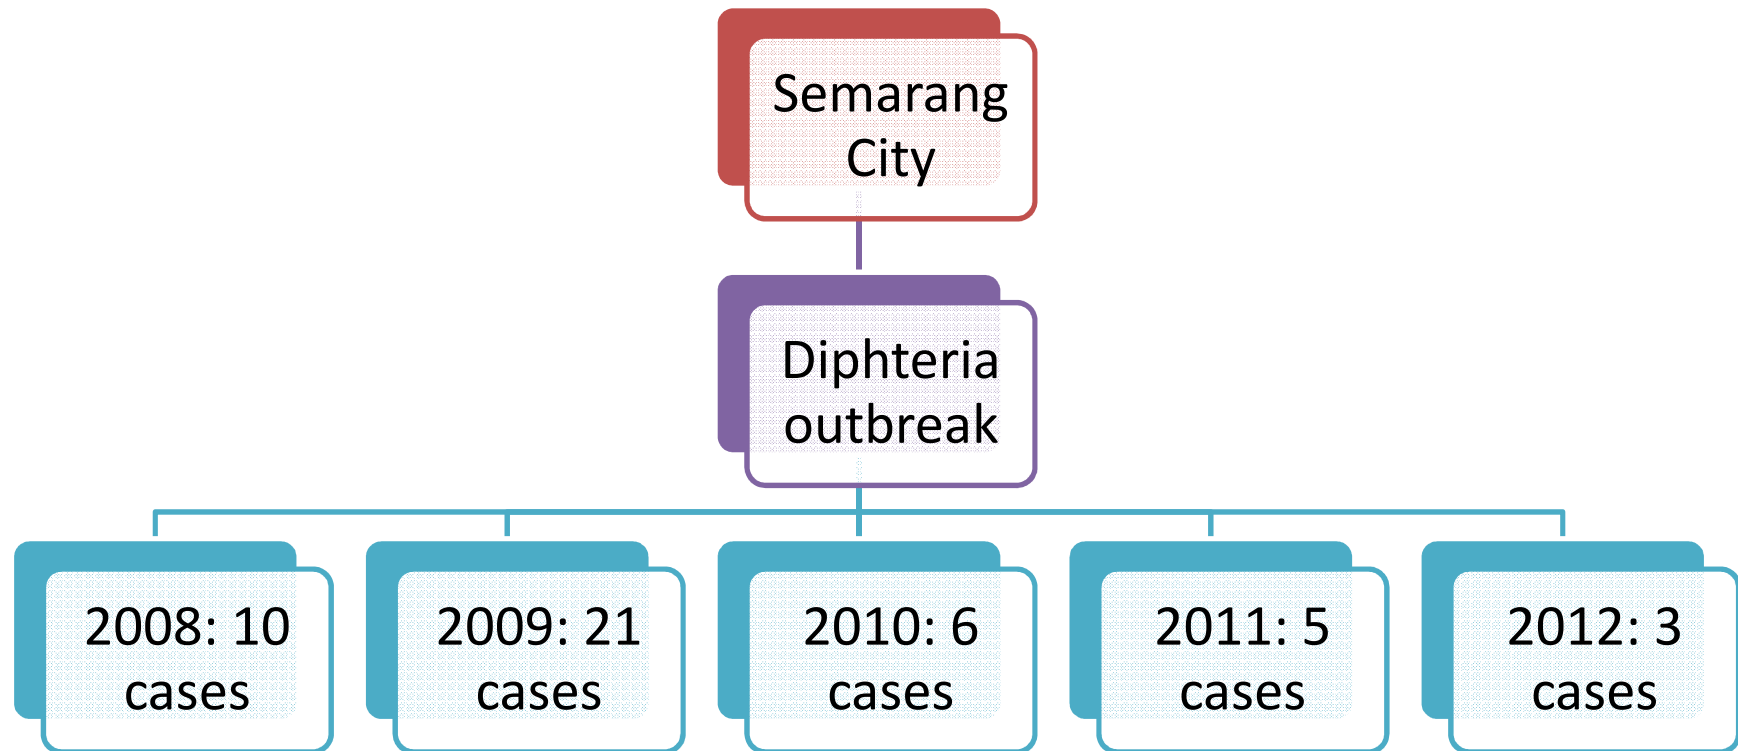 Semarang
City
Diphteria
outbreak
2008: 10
cases
2009: 21
cases
2010: 6
cases
2011: 5
cases
2012: 3
cases